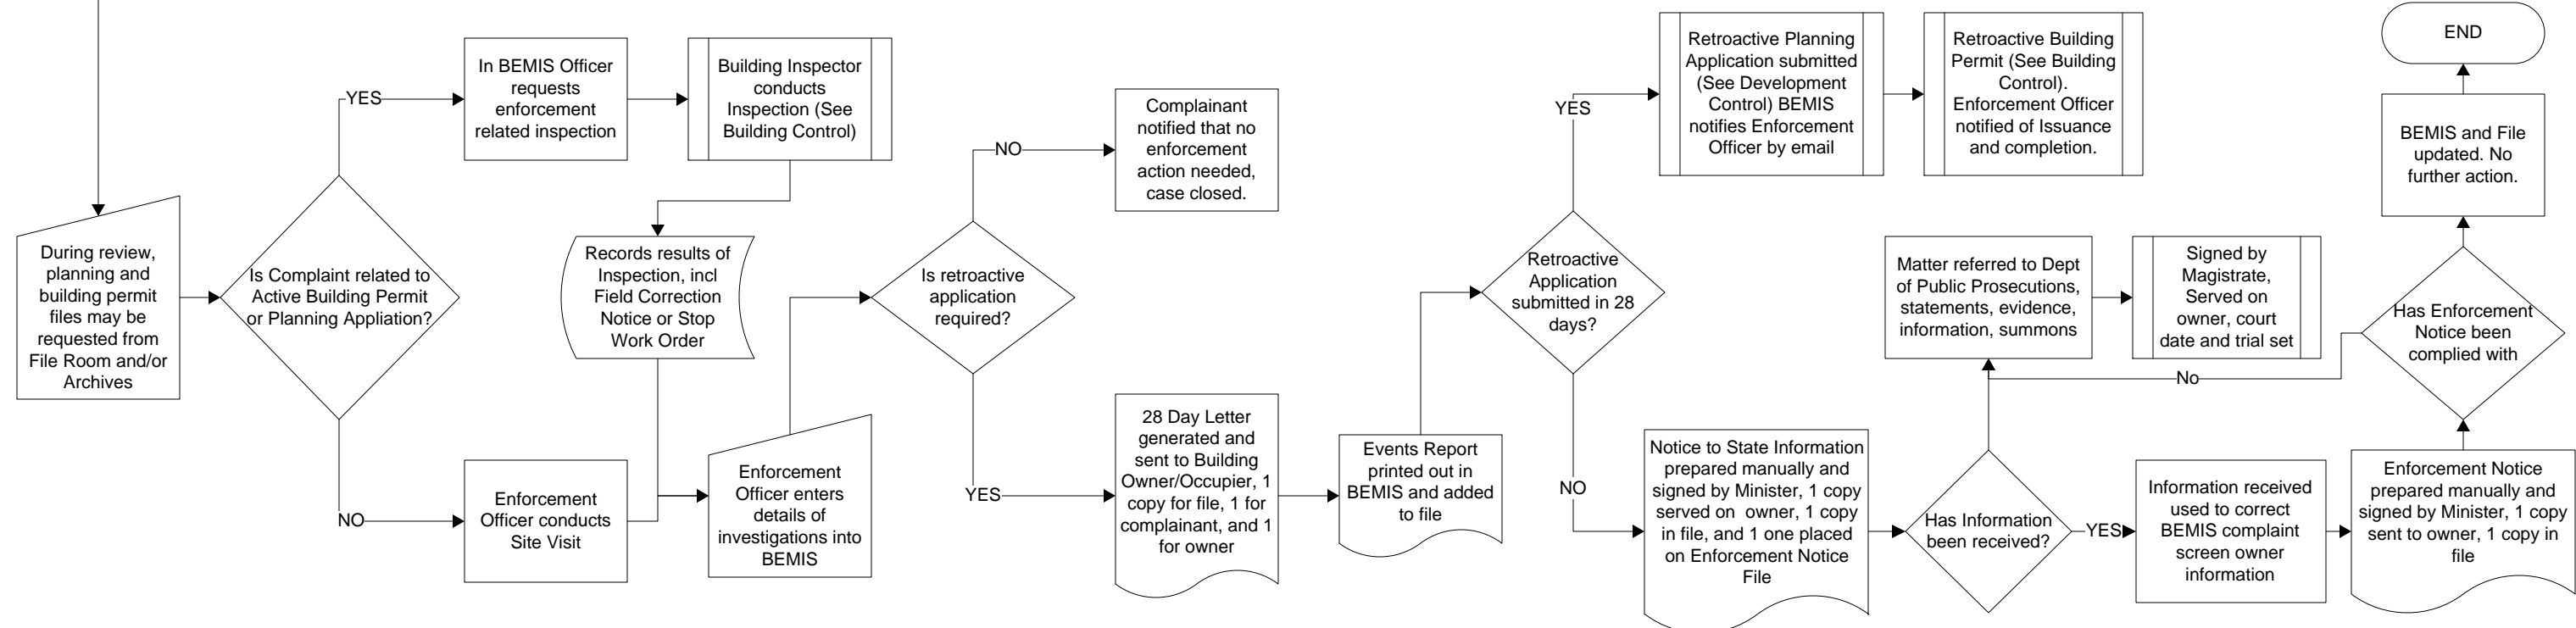 During review,
planning and
building permit
files may be
requested from
File Room and/or
Archives
Is Complaint related to
Active Building Permit
or Planning Appliation?
YES
In BEMIS Officer
requests
enforcement
related inspection
Building Inspector
conducts
Inspection (See
Building Control)
Records results of
Inspection, incl
Field Correction
Notice or Stop
Work Order
NO
Enforcement
Officer conducts
Site Visit
Enforcement
Officer enters
details of
investigations into
BEMIS
Is retroactive
application
required?
NO
Complainant
notified that no
enforcement
action needed,
case closed.
YES
28 Day Letter
generated and
sent to Building
Owner/Occupier, 1
copy for file, 1 for
complainant, and 1
for owner
Events Report
printed out in
BEMIS and added
to file
Retroactive
Application
submitted in 28
days?
YES
Retroactive Planning
Application submitted
(See Development
Control) BEMIS
notifies Enforcement
Officer by email
Retroactive Building
Permit (See Building
Control).
Enforcement Officer
notified of Issuance
and completion.
NO
Notice to State Information
prepared manually and
signed by Minister, 1 copy
served on owner, 1 copy
in file, and 1 one placed
on Enforcement Notice
File
Has Information
been received?
Matter referred to Dept
of Public Prosecutions,
statements, evidence,
information, summons
Signed by
Magistrate,
Served on
owner, court
date and trial set
YES
Information received
used to correct
BEMIS complaint
screen owner
information
Enforcement Notice
prepared manually and
signed by Minister, 1 copy
sent to owner, 1 copy in
file
Has Enforcement
Notice been
complied with
No
BEMIS and File
updated. No
further action.
END